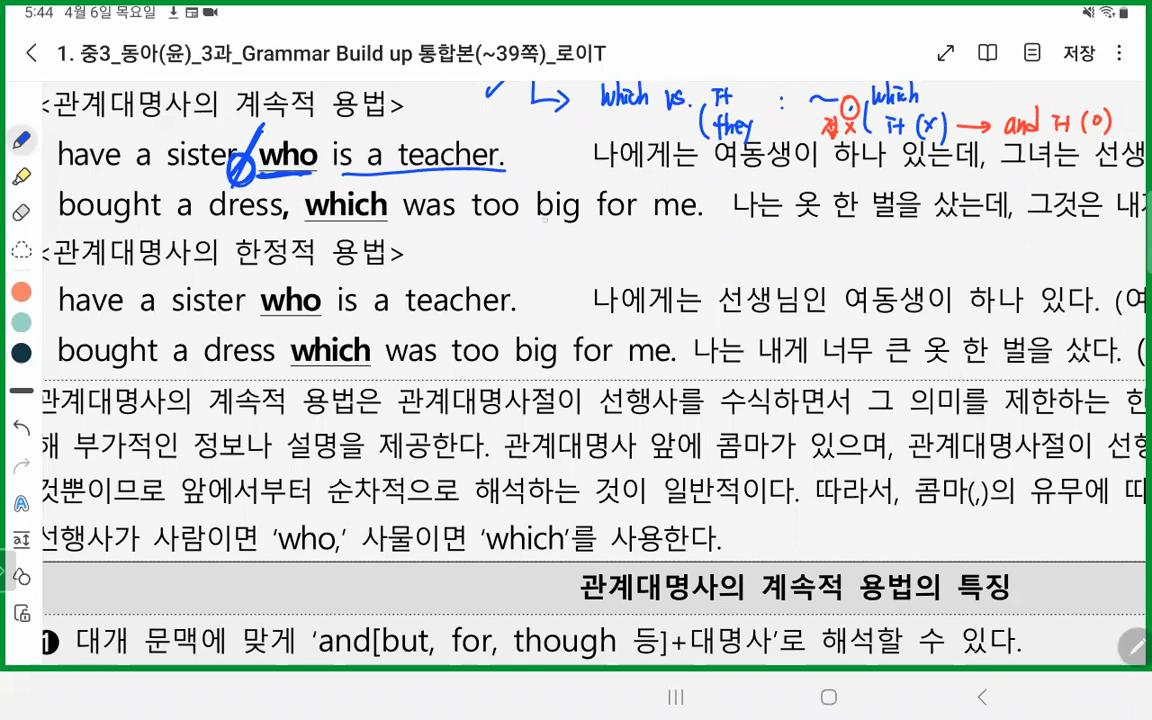 5:44 4월 6일 목요일
1. 중3_동아(윤)_3과_Grammar Build up 통합본(~39쪽)_로이T
저장
which vs. it they : ~ which
점x it (x) → and it (o)
<관계대명사의 계속적 용법>
have a sister, who is a teacher. 나에게는 여동생이 하나 있는데, 그녀는 선생
bought a dress, which was too big for me. 나는 옷 한 벌을 샀는데, 그것은 내게
<관계대명사의 한정적 용법>
have a sister who is a teacher. 나에게는 선생님인 여동생이 하나 있다. (여
bought a dress which was too big for me. 나는 내게 너무 큰 옷 한 벌을 샀다. (
관계대명사의 계속적 용법은 관계대명사절이 선행사를 수식하면서 그 의미를 제한하는 한
해 부가적인 정보나 설명을 제공한다. 관계대명사 앞에 콤마가 있으며, 관계대명사절이 선행
것뿐이므로 앞에서부터 순차적으로 해석하는 것이 일반적이다. 따라서, 콤마(,)의 유무에 따
선행사가 사람이면 ‘who,’ 사물이면 ‘which’를 사용한다.
관계대명사의 계속적 용법의 특징
❶ 대개 문맥에 맞게 ‘and[but, for, though 등]+대명사’로 해석할 수 있다.